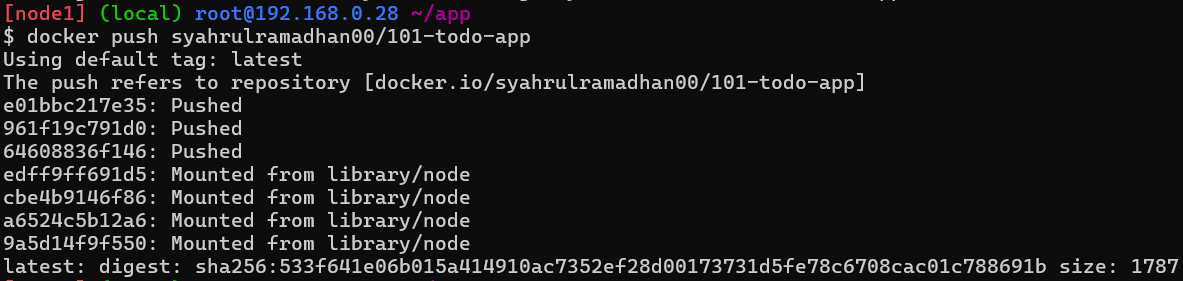 [node1] (local) root@192.168.0.28 ~/app
$ docker push syahrulramadhan00/101-todo-app
Using default tag: latest
The push refers to repository [docker.io/syahrulramadhan00/101-todo-app]
e01bbc217e35: Pushed
961f19c791d0: Pushed
64608836f146: Pushed
edff9ff691d5: Mounted from library/node
cbe4b9146f86: Mounted from library/node
a6524c5b12a6: Mounted from library/node
9a5d14f9f550: Mounted from library/node
latest: digest: sha256:533f641e06b015a414910ac7352ef28d00173731d5fe78c6708cac01c788691b size: 1787